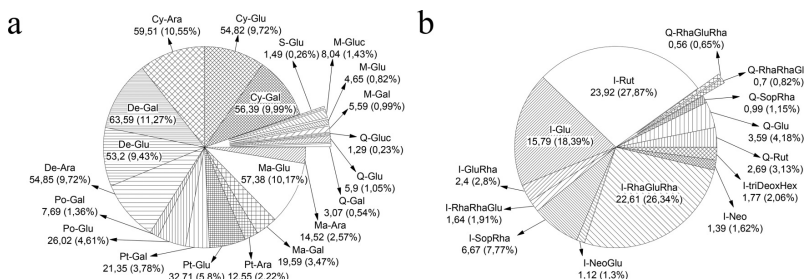 a
Cy-Ara
59,51 (10,55%)
Cy-Glu
54,82 (9,72%)
S-Glu
1,49 (0,26%)
M-Gluc
8,04 (1,43%)
M-Glu
4,65 (0,82%)
M-Gal
5,59 (0,99%)
Cy-Gal
56,39 (9,99%)
De-Gal
63,59 (11,27%)
Q-Gluc
1,29 (0,23%)
De-Glu
53,2 (9,43%)
Ma-Glu
57,38 (10,17%)
Q-Glu
5,9 (1,05%)
Q-Gal
3,07 (0,54%)
De-Ara
54,85 (9,72%)
Po-Gal
7,69 (1,36%)
Po-Glu
26,02 (4,61%)
Pt-Gal
21,35 (3,78%)
Pt-Glu
32,71 (5,8%)
Pt-Ara
12,55 (2,22%)
Ma-Gal
19,59 (3,47%)
Ma-Ara
14,52 (2,57%)
b
Q-RhaGluRha
0,56 (0,65%)
I-Rut
23,92 (27,87%)
Q-RhaRhaGl
0,7 (0,82%)
Q-SopRha
0,99 (1,15%)
Q-Glu
3,59 (4,18%)
I-Glu
15,79 (18,39%)
Q-Rut
2,69 (3,13%)
I-GluRha
2,4 (2,8%)
I-RhaGluRha
22,61 (26,34%)
I-triDeoxHex
1,77 (2,06%)
I-RhaRhaGlu
1,64 (1,91%)
I-Neo
1,39 (1,62%)
I-SopRha
6,67 (7,77%)
I-NeoGlu
1,12 (1,3%)